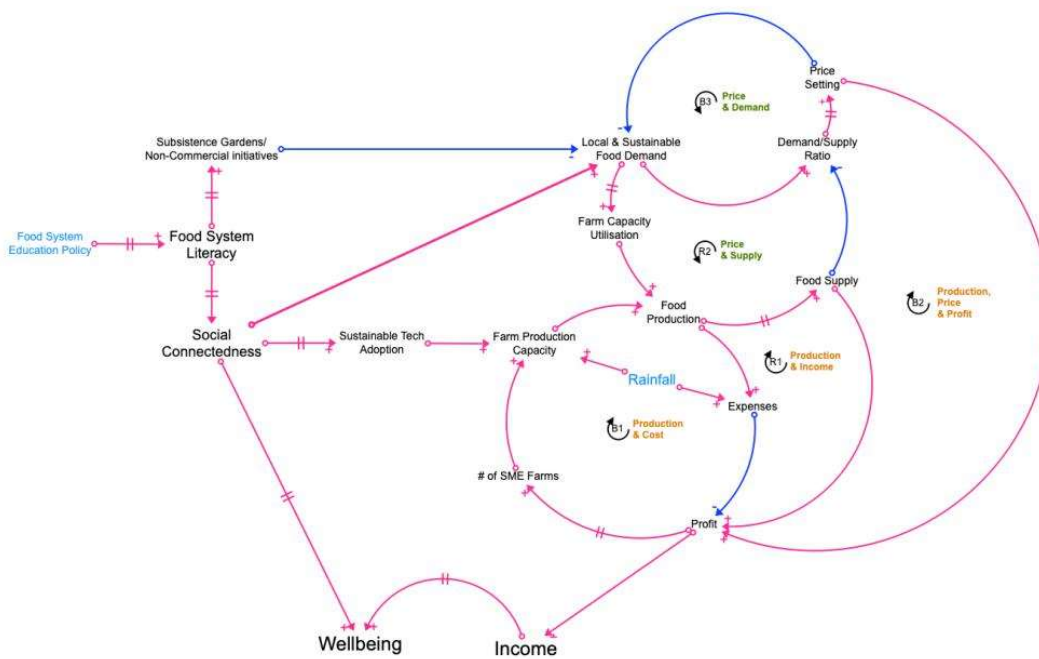 Price
Setting
B3
Price
& Demand
Subsistence Gardens/
Non-Commercial initiatives
Local & Sustainable
Food Demand
Demand/Supply
Ratio
Farm Capacity
Utilisation
Food System
Education Policy
Food System
Literacy
R2
Price
& Supply
Food Supply
B2
Production,
Price
& Profit
Food
Production
Social
Connectedness
Sustainable Tech
Adoption
Farm Production
Capacity
R1
Production
& Income
Rainfall
Expenses
B1
Production
& Cost
# of SME Farms
Profit
Wellbeing
Income